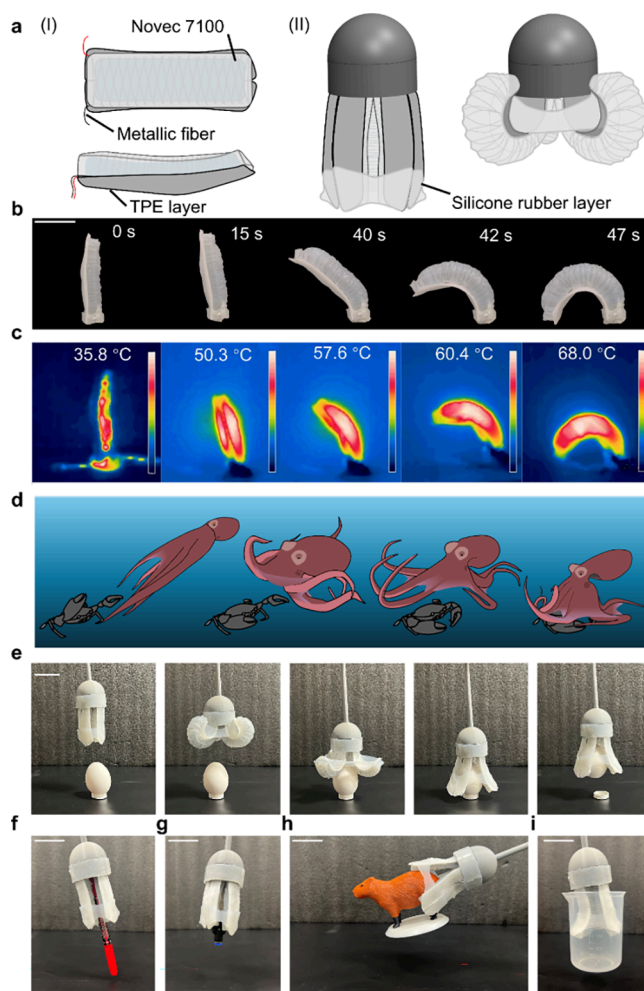 a (I) Novec 7100 (II)
Metallic fiber
TPE layer
Silicone rubber layer
b 0 s 15 s 40 s 42 s 47 s
c 35.8 °C 50.3 °C 57.6 °C 60.4 °C 68.0 °C
d
e
f g h i